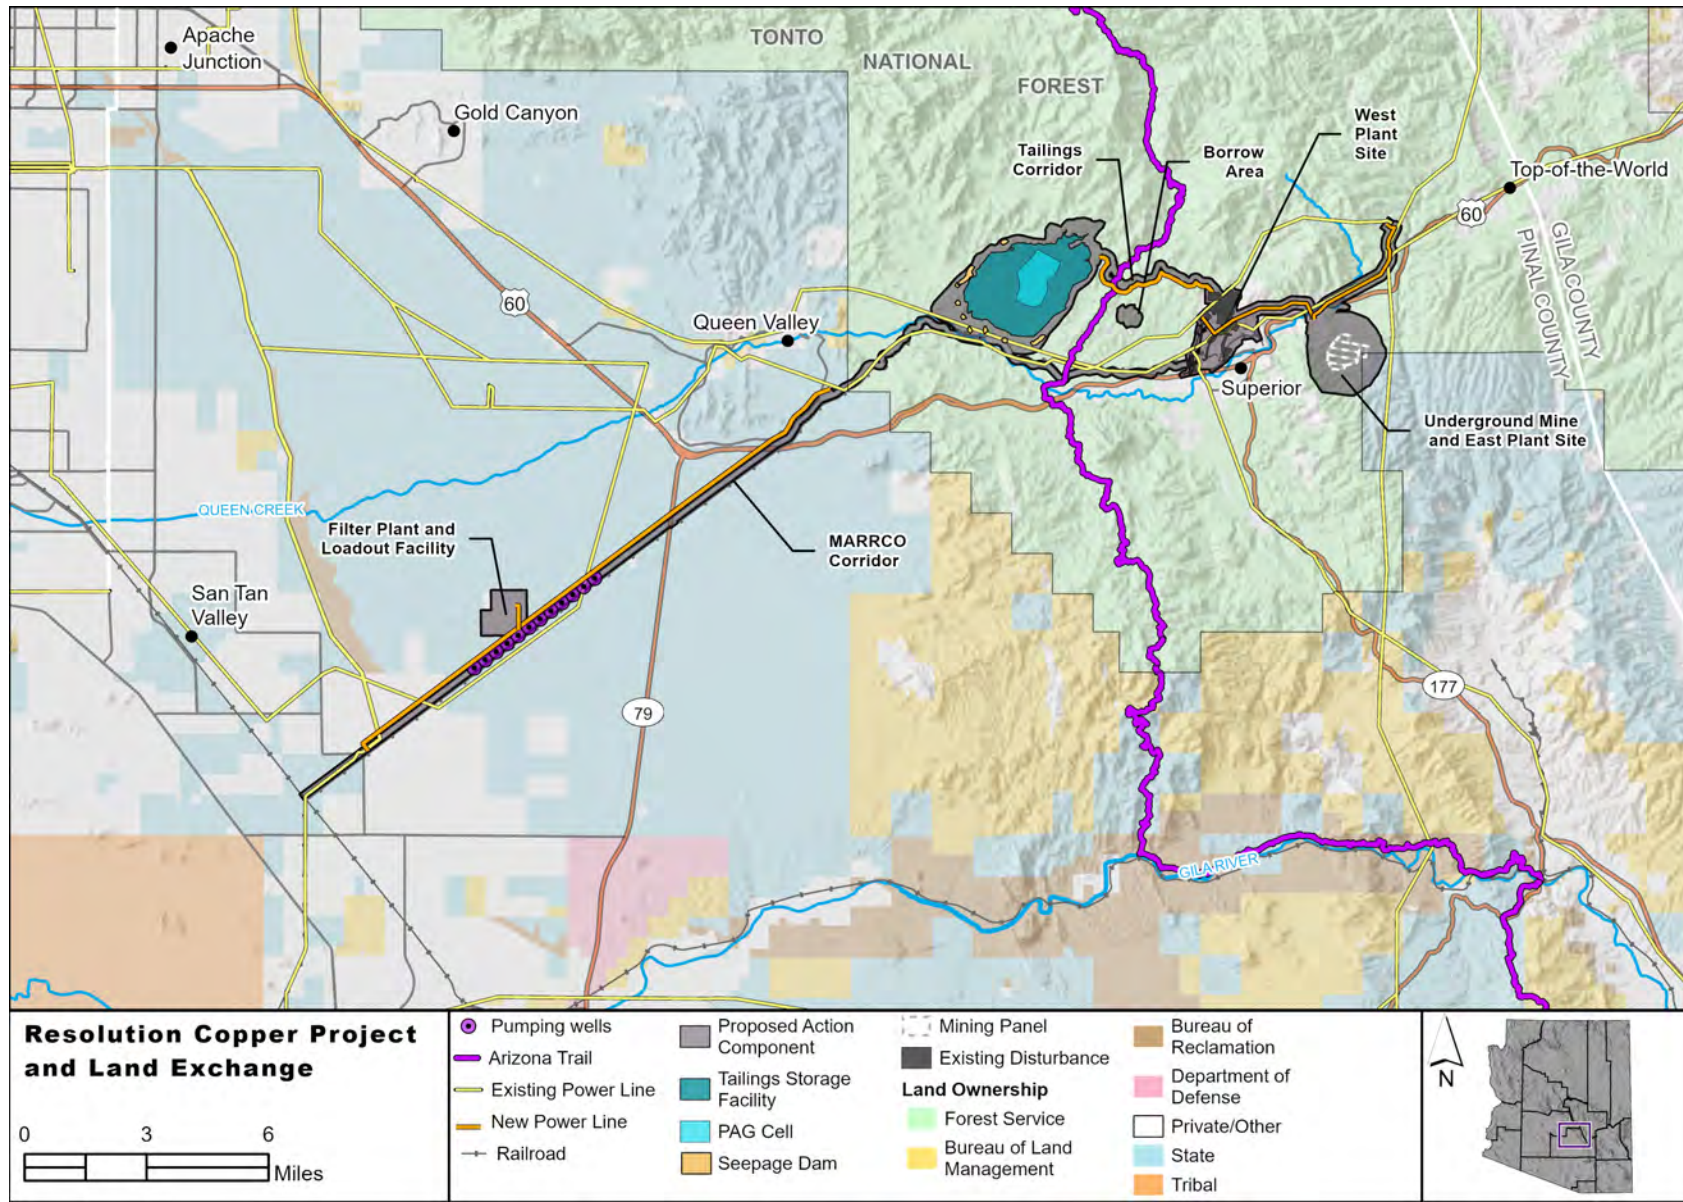 Apache
Junction
Gold Canyon
TONTO
NATIONAL
FOREST
West
Plant
Site
Tailings
Corridor
Borrow
Area
Top-of-the-World
60
GILA COUNTY
PINAL COUNTY
60
Queen Valley
Superior
Underground Mine
and East Plant Site
QUEEN CREEK
Filter Plant and
Loadout Facility
MARRCO
Corridor
San Tan
Valley
79
177
GILA RIVER
Resolution Copper Project
and Land Exchange
0 3 6
Miles
Pumping wells
Arizona Trail
Existing Power Line
New Power Line
Railroad
Proposed Action
Component
Tailings Storage
Facility
PAG Cell
Seepage Dam
Mining Panel
Existing Disturbance
Land Ownership
Forest Service
Bureau of Land
Management
Bureau of
Reclamation
Department of
Defense
Private/Other
State
Tribal
N